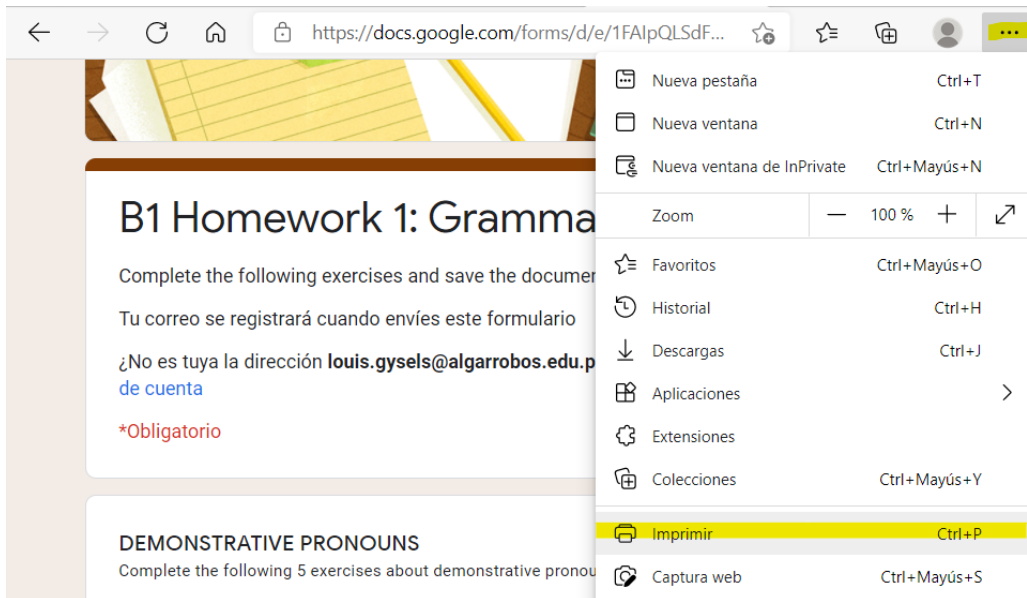 https://docs.google.com/forms/d/e/1FAIpQLSdF...
Nueva pestaña Ctrl+T
Nueva ventana Ctrl+N
Nueva ventana de InPrivate Ctrl+Mayús+N
Zoom — 100 % +
Favoritos Ctrl+Mayús+O
Historial Ctrl+H
Descargas Ctrl+J
Aplicaciones
Extensiones
Colecciones Ctrl+Mayús+Y
Imprimir Ctrl+P
Captura web Ctrl+Mayús+S
B1 Homework 1: Gramma
Complete the following exercises and save the documen
Tu correo se registrará cuando envíes este formulario
¿No es tuya la dirección louis.gysels@algarrobos.edu.p
de cuenta
*Obligatorio
DEMONSTRATIVE PRONOUNS
Complete the following 5 exercises about demonstrative pronou